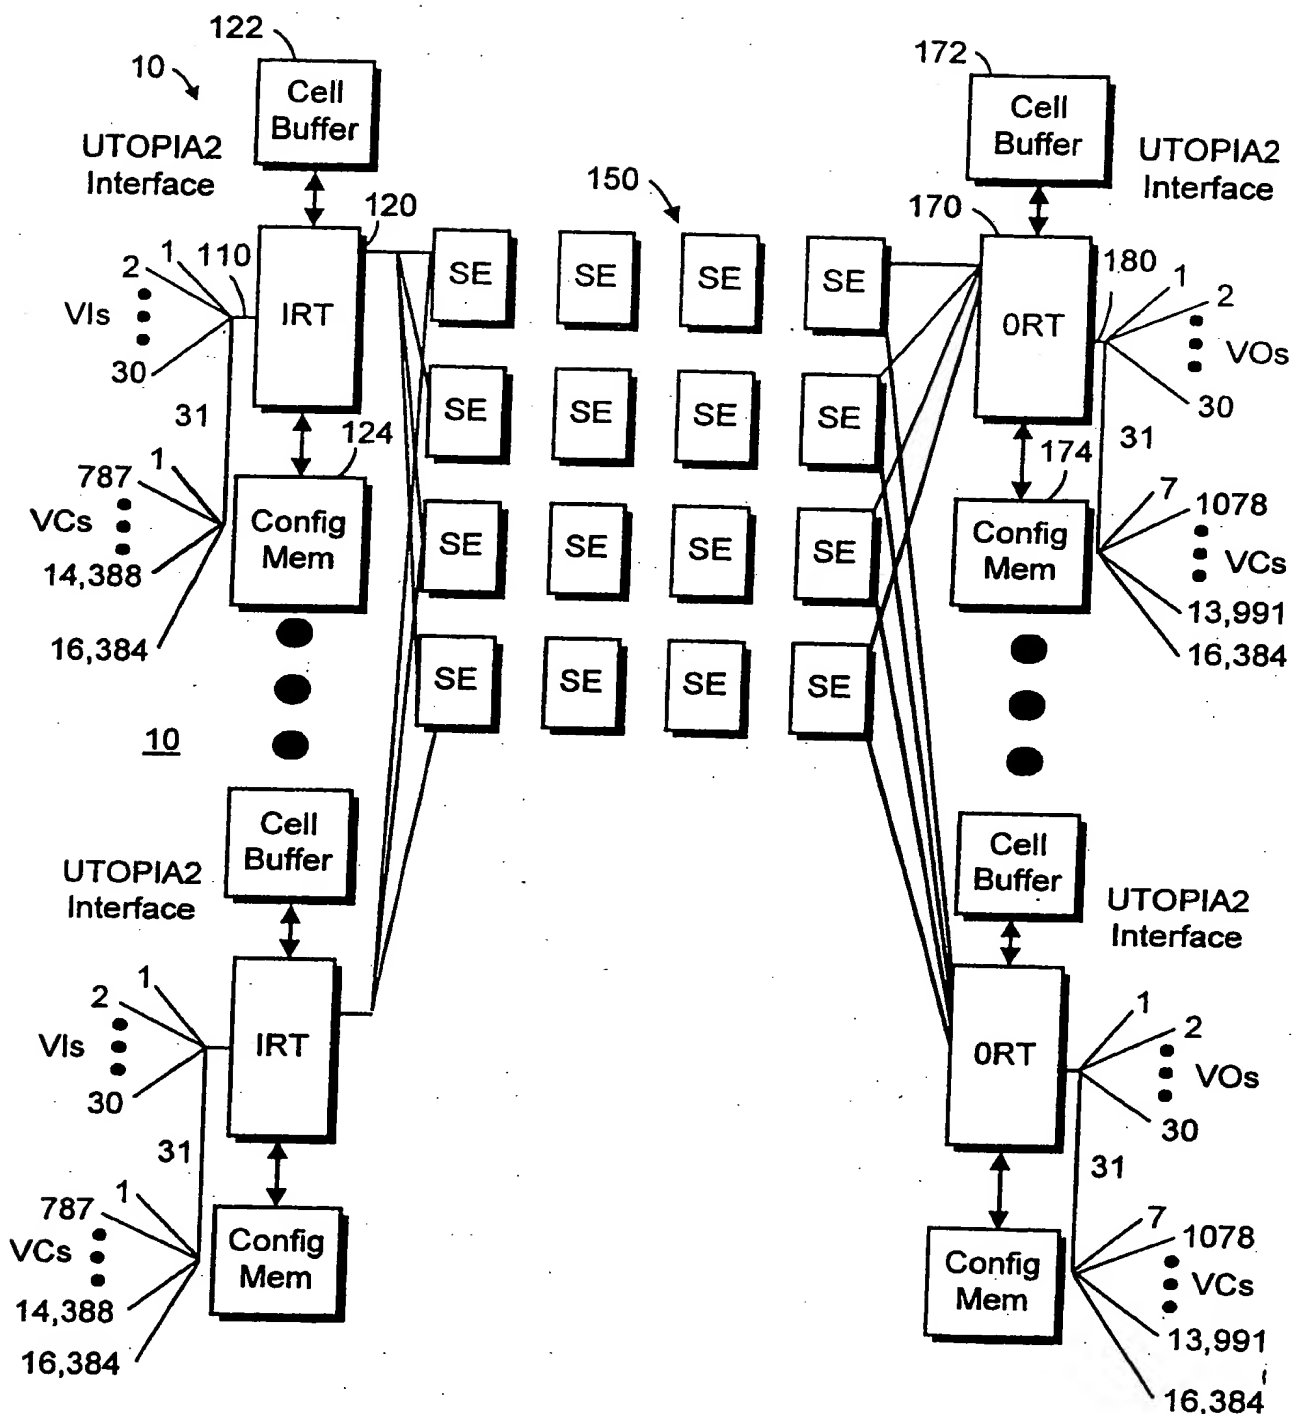 122
172
10
Cell
Buffer
Cell
Buffer
UTOPIA2
Interface
UTOPIA2
Interface
150
120
170
110
1
2
VIs
30
IRT
SE
SE
SE
SE
0RT
180
1
2
VOs
30
31
31
SE
SE
SE
SE
124
174
1
787
VCs
14,388
16,384
Config
Mem
SE
SE
SE
SE
Config
Mem
7
1078
VCs
13,991
16,384
SE
SE
SE
SE
10
Cell
Buffer
Cell
Buffer
UTOPIA2
Interface
UTOPIA2
Interface
1
2
VIs
30
IRT
0RT
1
2
VOs
30
31
31
1
787
VCs
14,388
16,384
Config
Mem
Config
Mem
7
1078
VCs
13,991
16,384